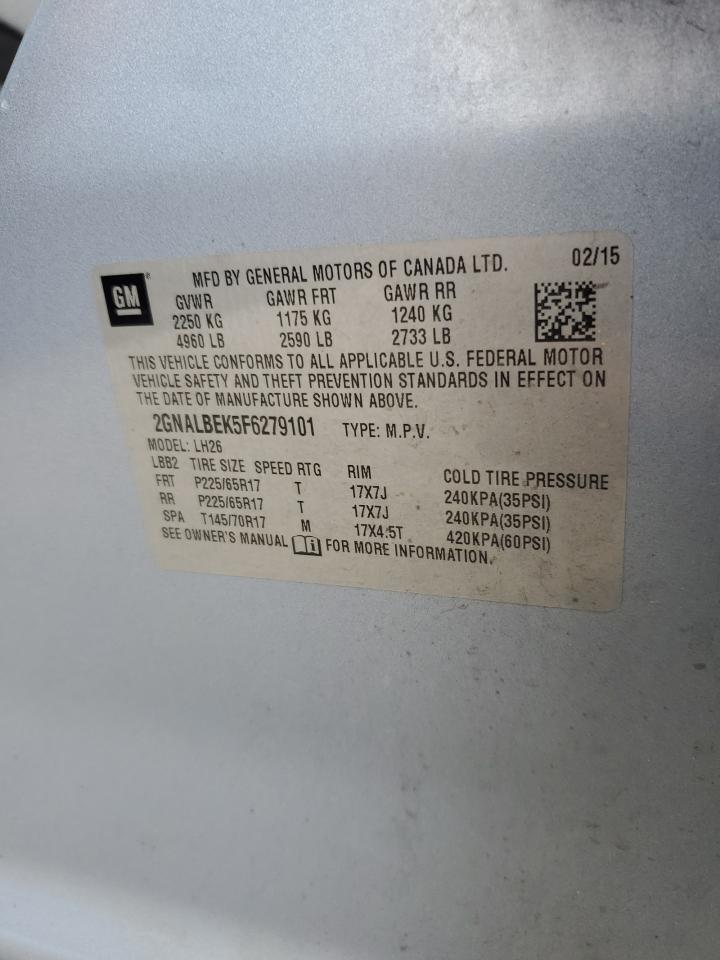 GM
MFD BY GENERAL MOTORS OF CANADA LTD. 02/15
GVWR GAWR FRT GAWR RR
2250 KG 1175 KG 1240 KG
4960 LB 2590 LB 2733 LB
THIS VEHICLE CONFORMS TO ALL APPLICABLE U.S. FEDERAL MOTOR
VEHICLE SAFETY AND THEFT PREVENTION STANDARDS IN EFFECT ON
THE DATE OF MANUFACTURE SHOWN ABOVE.
2GNALBEK5F6279101 TYPE: M.P.V.
MODEL: LH26
LBB2 TIRE SIZE SPEED RTG RIM COLD TIRE PRESSURE
FRT P225/65R17 T 17X7J 240KPA(35PSI)
RR P225/65R17 T 17X7J 240KPA(35PSI)
SPA T145/70R17 M 17X4.5T 420KPA(60PSI)
SEE OWNER'S MANUAL FOR MORE INFORMATION.